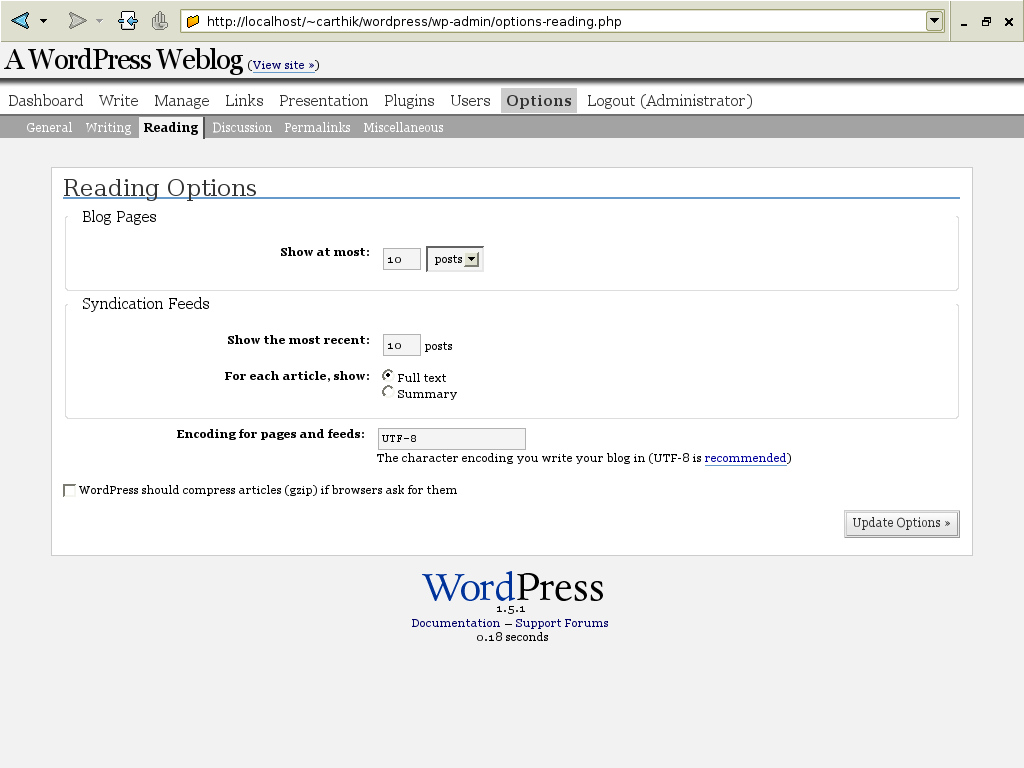 http://localhost/~carthik/wordpress/wp-admin/options-reading.php
A WordPress Weblog (View site »)
Dashboard Write Manage Links Presentation Plugins Users Options Logout (Administrator)
General Writing Reading Discussion Permalinks Miscellaneous
Reading Options
Blog Pages
Show at most: 10 posts
Syndication Feeds
Show the most recent: 10 posts
For each article, show: Full text
Summary
Encoding for pages and feeds: UTF-8
The character encoding you write your blog in (UTF-8 is recommended)
WordPress should compress articles (gzip) if browsers ask for them
Update Options »
WordPress
1.5.1
Documentation — Support Forums
0.18 seconds